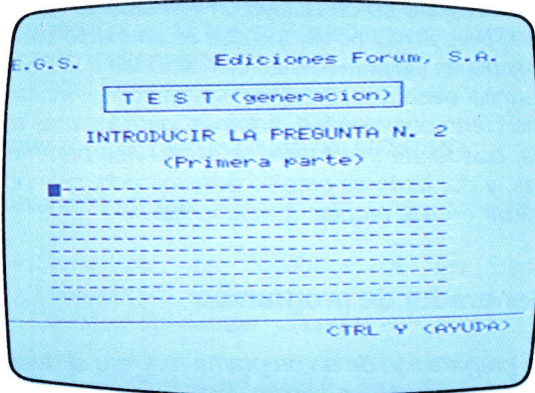 E.G.S. Ediciones Forum, S.A.
T E S T (generacion)
INTRODUCIR LA PREGUNTA N. 2
(Primera parte)
CTRL Y (AYUDA)